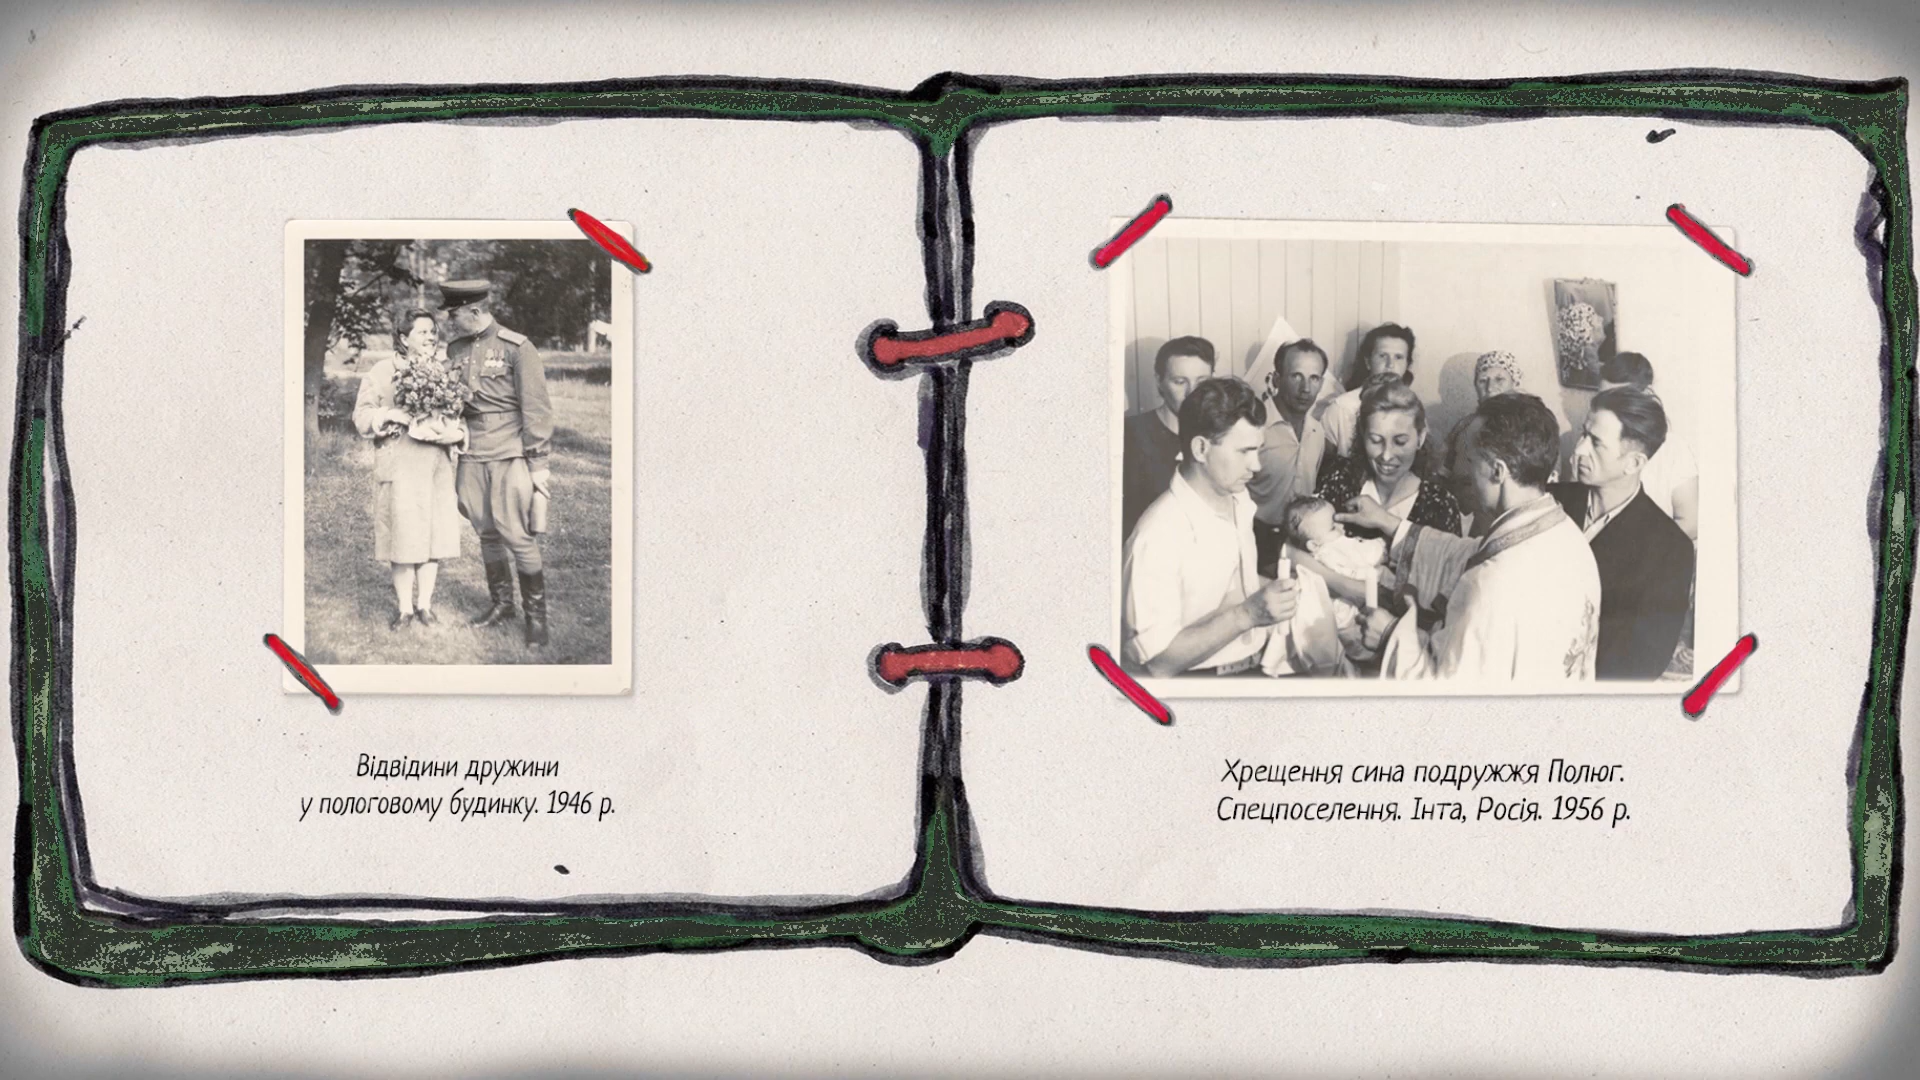 Відвідини дружини
у пологовому будинку. 1946 р.
Хрещення сина подружжя Полюг.
Спецпоселення. Інта, Росія. 1956 р.